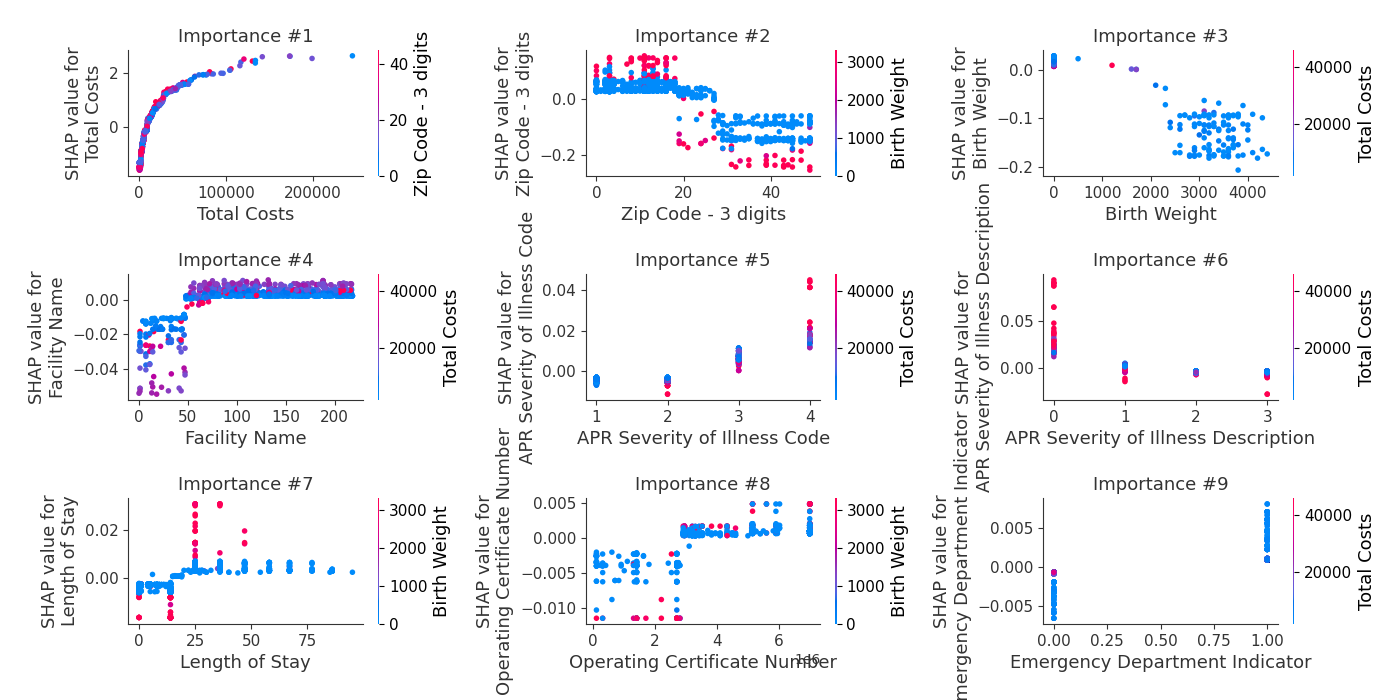 Importance #1
SHAP value for
Total Costs
2
0
0
100000
200000
Total Costs
40
20
0
Zip Code - 3 digits
Importance #2
SHAP value for
Zip Code - 3 digits
0.0
−0.2
0
20
40
Zip Code - 3 digits
3000
2000
1000
0
Birth Weight
Importance #3
SHAP value for
Birth Weight
0.0
−0.1
−0.2
0
1000
2000
3000
4000
Birth Weight
40000
20000
Total Costs
Importance #4
SHAP value for
Facility Name
0.00
−0.02
−0.04
0
50
100
150
200
Facility Name
40000
20000
Total Costs
Importance #5
SHAP value for
APR Severity of Illness Code
0.04
0.02
0.00
1
2
3
4
APR Severity of Illness Code
40000
20000
Total Costs
Importance #6
SHAP value for
APR Severity of Illness Description
0.05
0.00
0
1
2
3
APR Severity of Illness Description
40000
20000
Total Costs
Importance #7
SHAP value for
Length of Stay
0.02
0.00
0
25
50
75
Length of Stay
3000
2000
1000
0
Birth Weight
Importance #8
SHAP value for
Operating Certificate Number
0.005
0.000
−0.005
−0.010
0
2
4
6
1e6
Operating Certificate Number
3000
2000
1000
0
Birth Weight
Importance #9
SHAP value for
mergency Department Indicator
0.005
0.000
−0.005
0.00
0.25
0.50
0.75
1.00
Emergency Department Indicator
40000
20000
Total Costs